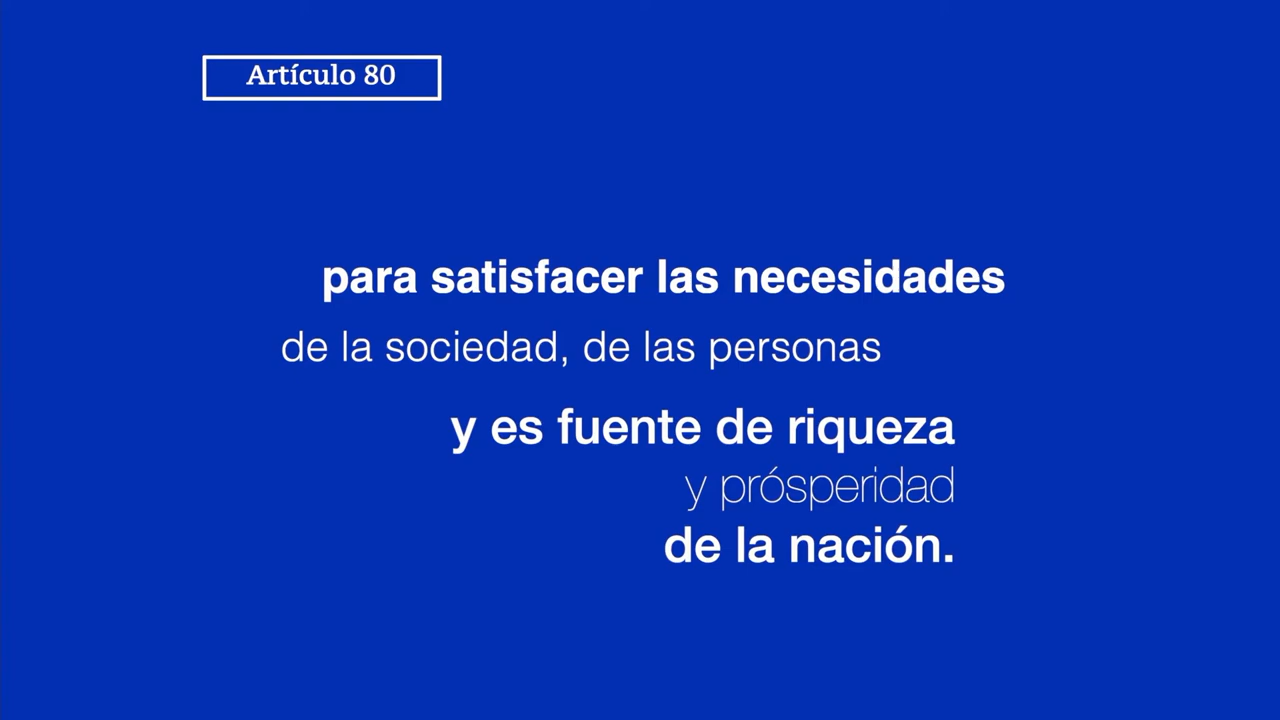 Artículo 80
para satisfacer las necesidades
de la sociedad, de las personas
y es fuente de riqueza
y prósperidad
de la nación.